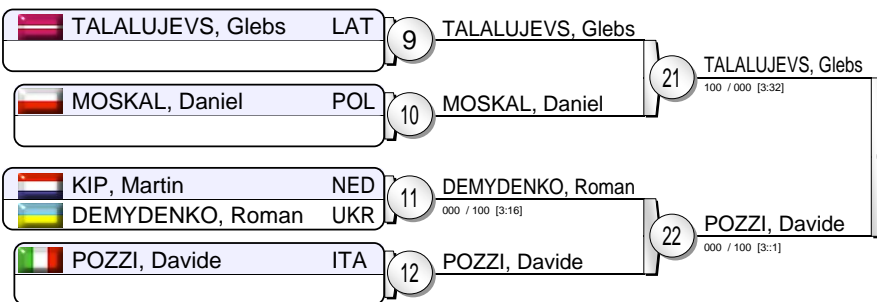 TALALUJEVS, Glebs LAT
9
TALALUJEVS, Glebs
21
TALALUJEVS, Glebs
100 / 000 [3:32]
MOSKAL, Daniel POL
10
MOSKAL, Daniel
KIP, Martin NED
DEMYDENKO, Roman UKR
11
DEMYDENKO, Roman
000 / 100 [3:16]
22
POZZI, Davide
000 / 100 [3::1]
POZZI, Davide ITA
12
POZZI, Davide